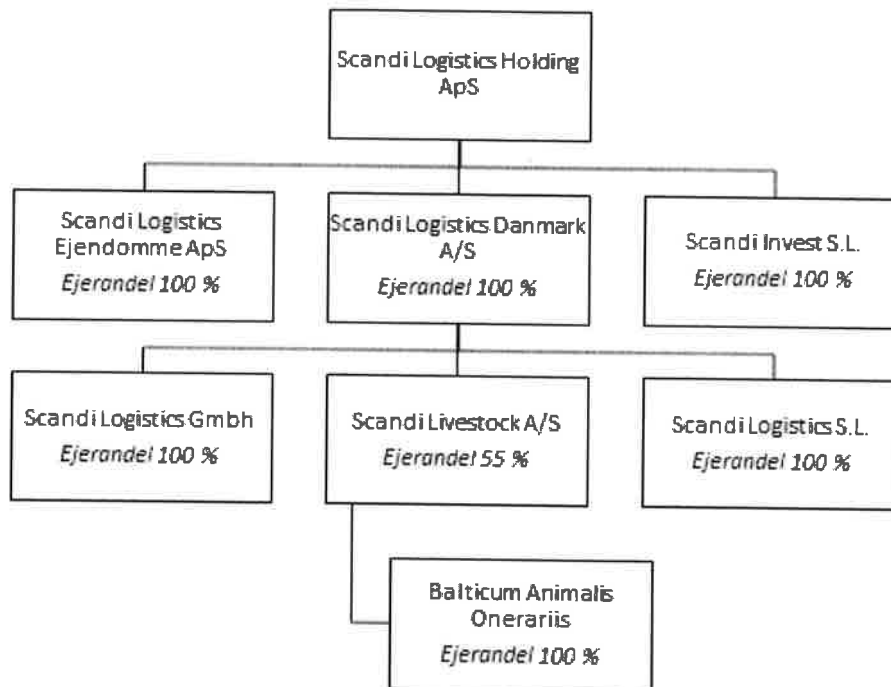 Scandi Logistics Holding
ApS
Scandi Logistics
Ejendomme ApS
Ejerandel 100 %
Scandi Logistics Danmark
A/S
Ejerandel 100 %
Scandi Invest S.L.
Ejerandel 100 %
Scandi Logistics Gmbh
Ejerandel 100 %
Scandi Livestock A/S
Ejerandel 55 %
Scandi Logistics S.L.
Ejerandel 100 %
Balticum Animalis
Onerariis
Ejerandel 100 %